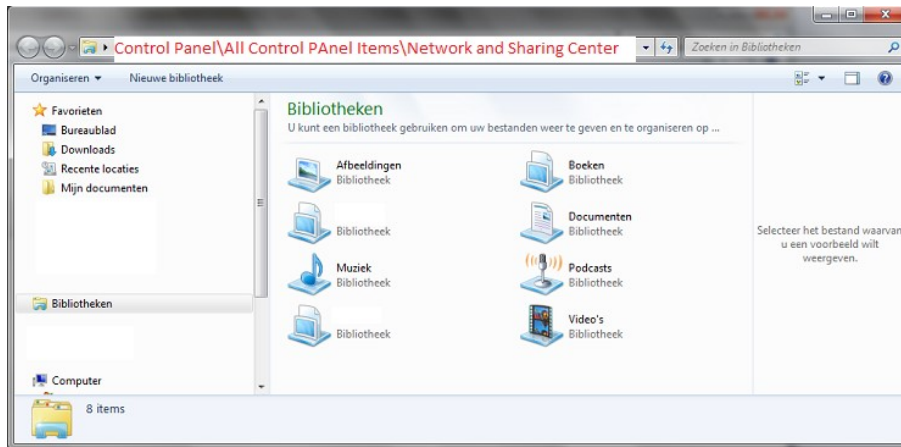 Control Panel\All Control PAnel Items\Network and Sharing Center
Zoeken in Bibliotheken
Organiseren
Nieuwe bibliotheek
Favorieten
Bureaublad
Downloads
Recente locaties
Mijn documenten
Bibliotheken
Computer
Bibliotheken
U kunt een bibliotheek gebruiken om uw bestanden weer te geven en te organiseren op ...
Afbeeldingen
Bibliotheek
Boeken
Bibliotheek
Bibliotheek
Documenten
Bibliotheek
Muziek
Bibliotheek
Podcasts
Bibliotheek
Bibliotheek
Video's
Bibliotheek
Selecteer het bestand waarvan
u een voorbeeld wilt
weergeven.
8 items